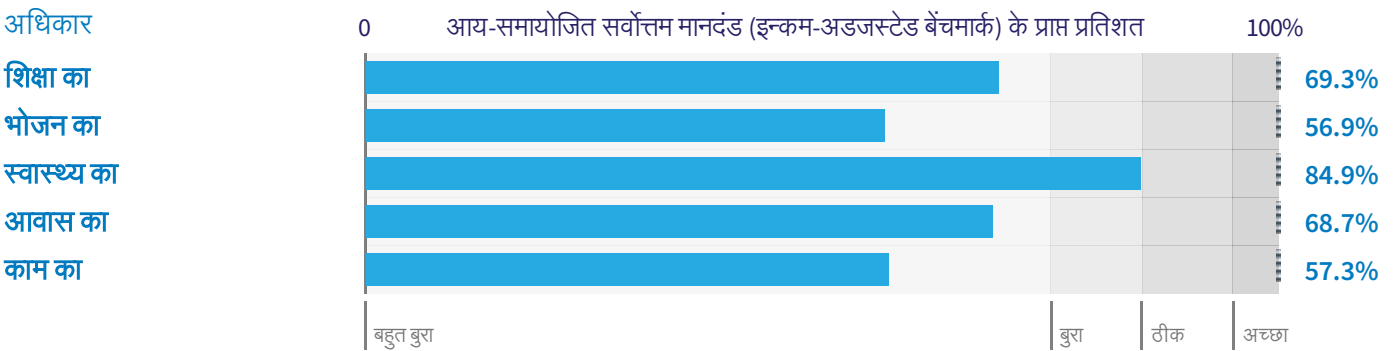 अधिकार 0 आय-समायोजित सर्वोत्तम मानदंड (इन्कम-अडजस्टेड बेंचमार्क) के प्राप्त प्रतिशत 100%
शिक्षा का 69.3%
भोजन का 56.9%
स्वास्थ्य का 84.9%
आवास का 68.7%
काम का 57.3%
बहुत बुरा बुरा ठीक अच्छा